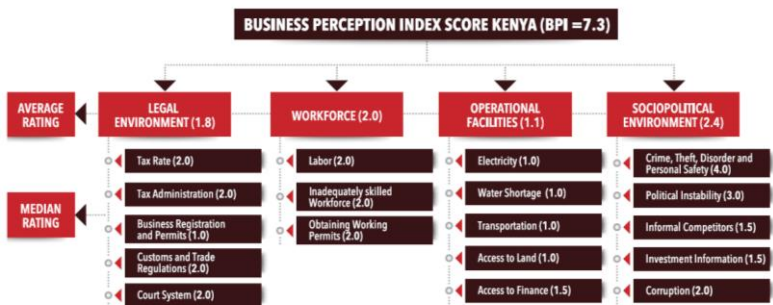 BUSINESS PERCEPTION INDEX SCORE KENYA (BPI =7.3)
AVERAGE
RATING
LEGAL
ENVIRONMENT (1.8)
WORKFORCE (2.0)
OPERATIONAL
FACILITIES (1.1)
SOCIOPOLITICAL
ENVIRONMENT (2.4)
MEDIAN
RATING
Tax Rate (2.0)
Tax Administration (2.0)
Business Registration
and Permits (1.0)
Customs and Trade
Regulations (2.0)
Court System (2.0)
Labor (2.0)
Inadequately skilled
Workforce (2.0)
Obtaining Working
Permits (2.0)
Electricity (1.0)
Water Shortage (1.0)
Transportation (1.0)
Access to Land (1.0)
Access to Finance (1.5)
Crime, Theft, Disorder and
Personal Safety (4.0)
Political Instability (3.0)
Informal Competitors (1.5)
Investment Information (1.5)
Corruption (2.0)